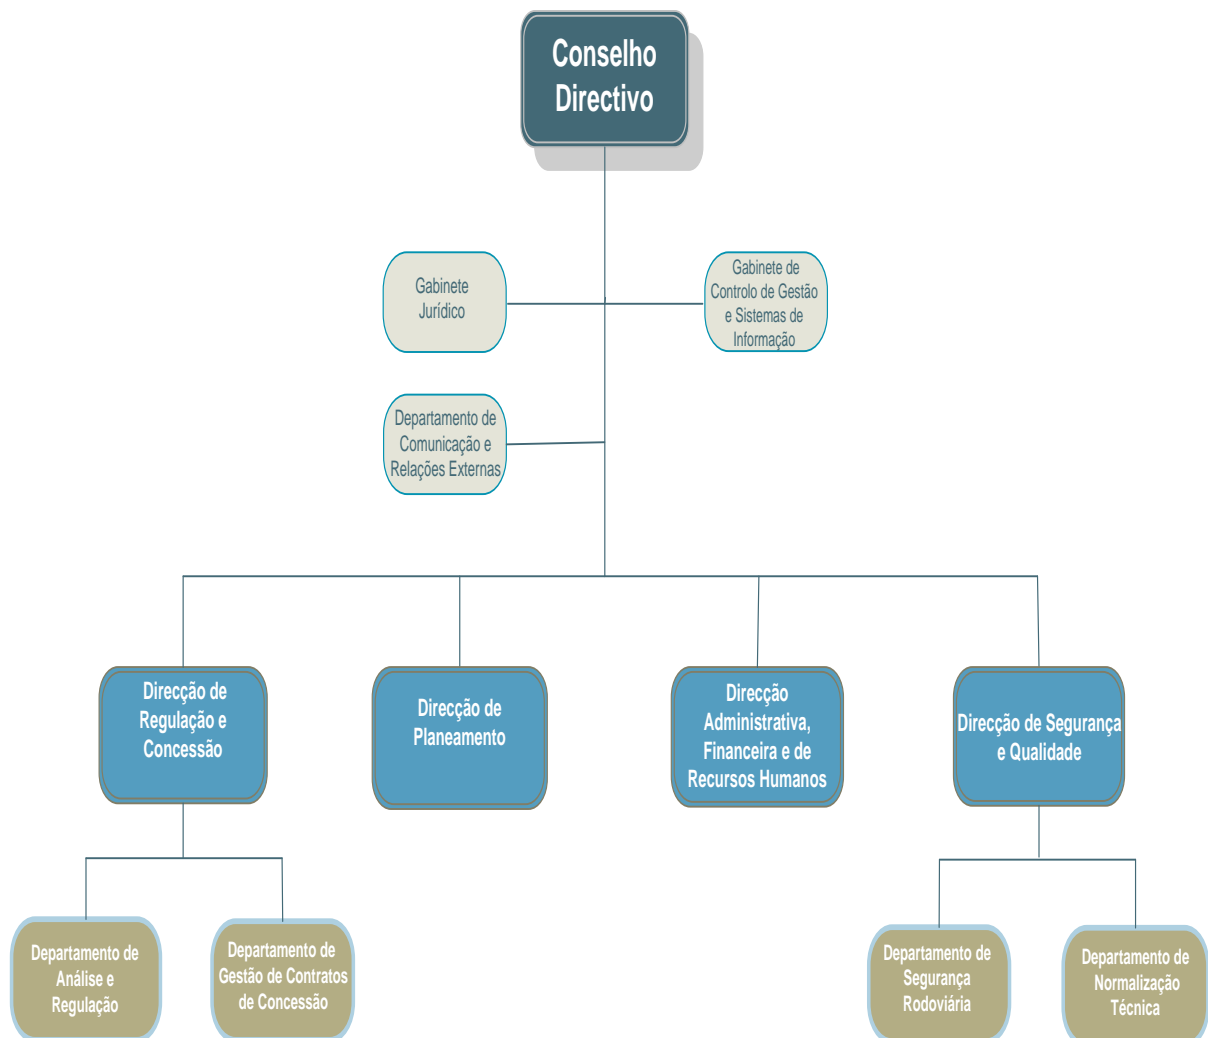 Conselho
Directivo
Gabinete
Jurídico
Gabinete de
Controlo de Gestão
e Sistemas de
Informação
Departamento de
Comunicação e
Relações Externas
Direcção de
Regulação e
Concessão
Direcção de
Planeamento
Direcção
Administrativa,
Financeira e de
Recursos Humanos
Direcção de Segurança
e Qualidade
Departamento de
Análise e
Regulação
Departamento de
Gestão de Contratos
de Concessão
Departamento de
Segurança
Rodoviária
Departamento de
Normalização
Técnica